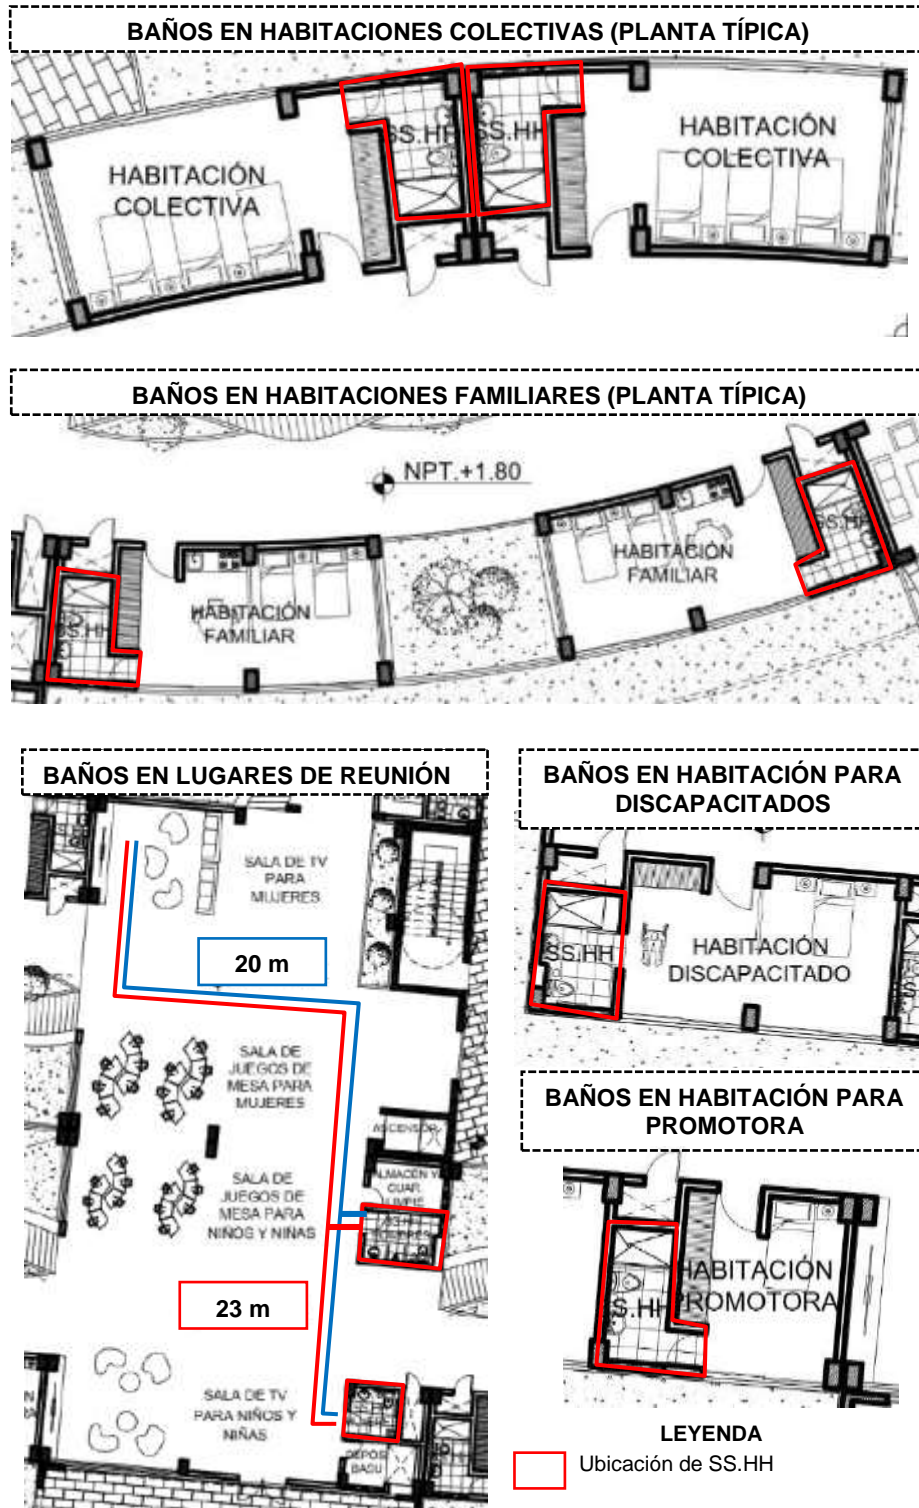 BAÑOS EN HABITACIONES COLECTIVAS (PLANTA TÍPICA)
HABITACIÓN
COLECTIVA
SS.HH
SS.HH
HABITACIÓN
COLECTIVA
BAÑOS EN HABITACIONES FAMILIARES (PLANTA TÍPICA)
NPT.+1.80
SS.HH
HABITACIÓN
FAMILIAR
HABITACIÓN
FAMILIAR
SS.HH
BAÑOS EN LUGARES DE REUNIÓN
SALA DE TV
PARA
MUJERES
20 m
SALA DE
JUEGOS DE
MESA PARA
MUJERES
ASCENSOR
ALMACÉN Y
SALA DE
JUEGOS DE
MESA PARA
NIÑOS Y NIÑAS
23 m
SALA DE TV
PARA NIÑOS Y
NIÑAS
BAÑOS EN HABITACIÓN PARA
DISCAPACITADOS
SS.HH
HABITACIÓN
DISCAPACITADO
BAÑOS EN HABITACIÓN PARA
PROMOTORA
SS.HH
HABITACIÓN
PROMOTORA
LEYENDA
Ubicación de SS.HH